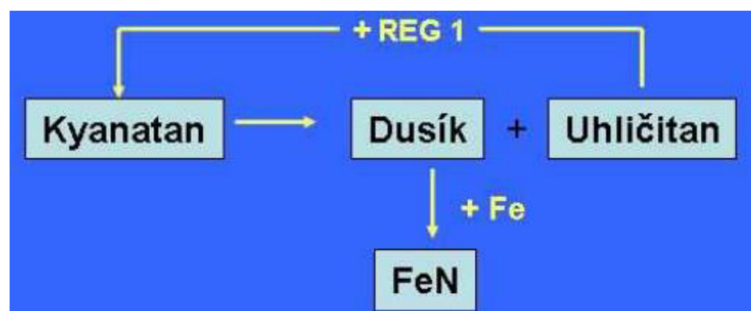 + REG 1
Kyanatan
Dusík + Uhličitan
+ Fe
FeN